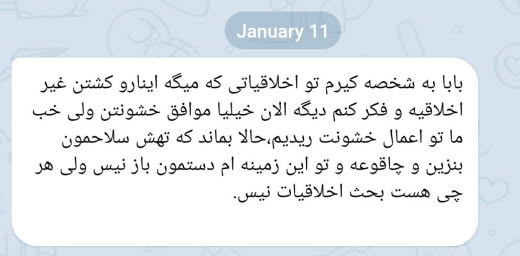 January 11
بابا به شخصه کیرم تو اخلاقیاتی که میگه اینارو کشتن غیر
اخلاقیه و فکر کنم دیگه الان خیلیا موافق خشونتن ولی خب
ما تو اعمال خشونت ریدیم،حالا بماند که تهش سلاحمون
بنزین و چاقوعه و تو این زمینه ام دستمون باز نیس ولی هر
چی هست بحث اخلاقیات نیس.